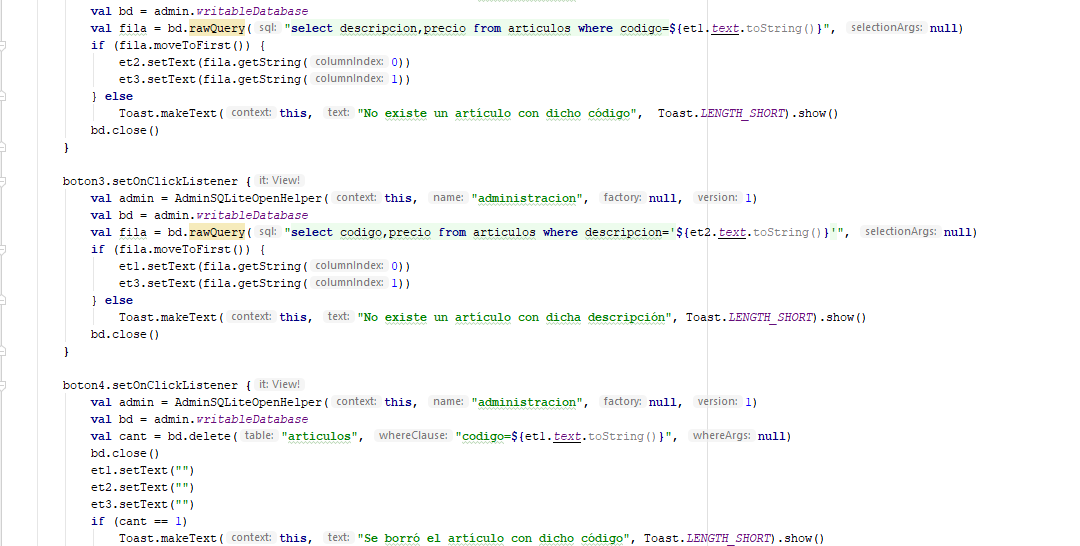 val bd = admin.writableDatabase
val fila = bd.rawQuery( sql: "select descripcion,precio from articulos where codigo=${et1.text.toString()}", selectionArgs: null)
if (fila.moveToFirst()) {
et2.setText(fila.getString( columnIndex: 0))
et3.setText(fila.getString( columnIndex: 1))
} else
Toast.makeText( context: this, text: "No existe un artículo con dicho código", Toast.LENGTH_SHORT).show()
bd.close()
}
boton3.setOnClickListener { it: View!
val admin = AdminSQLiteOpenHelper( context: this, name: "administracion", factory: null, version: 1)
val bd = admin.writableDatabase
val fila = bd.rawQuery( sql: "select codigo,precio from articulos where descripcion='${et2.text.toString()}'", selectionArgs: null)
if (fila.moveToFirst()) {
et1.setText(fila.getString( columnIndex: 0))
et3.setText(fila.getString( columnIndex: 1))
} else
Toast.makeText( context: this, text: "No existe un artículo con dicha descripción", Toast.LENGTH_SHORT).show()
bd.close()
}
boton4.setOnClickListener { it: View!
val admin = AdminSQLiteOpenHelper( context: this, name: "administracion", factory: null, version: 1)
val bd = admin.writableDatabase
val cant = bd.delete( table: "articulos", whereClause: "codigo=${et1.text.toString()}", whereArgs: null)
bd.close()
et1.setText("")
et2.setText("")
et3.setText("")
if (cant == 1)
Toast.makeText( context: this, text: "Se borró el artículo con dicho código", Toast.LENGTH_SHORT).show()